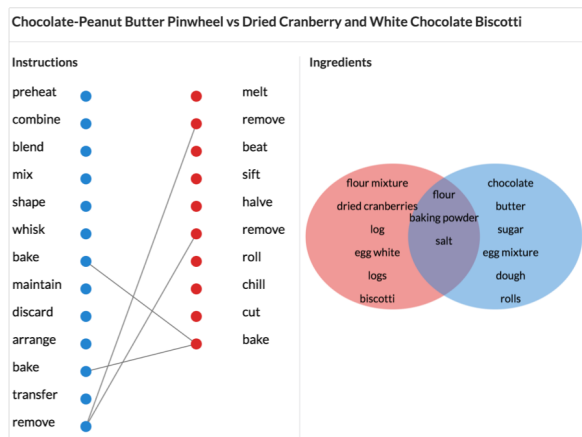 Chocolate-Peanut Butter Pinwheel vs Dried Cranberry and White Chocolate Biscotti
Instructions
preheat
combine
blend
mix
shape
whisk
bake
maintain
discard
arrange
bake
transfer
remove
melt
remove
beat
sift
halve
remove
roll
chill
cut
bake
Ingredients
flour mixture
dried cranberries
log
egg white
logs
biscotti
flour
baking powder
salt
chocolate
butter
sugar
egg mixture
dough
rolls